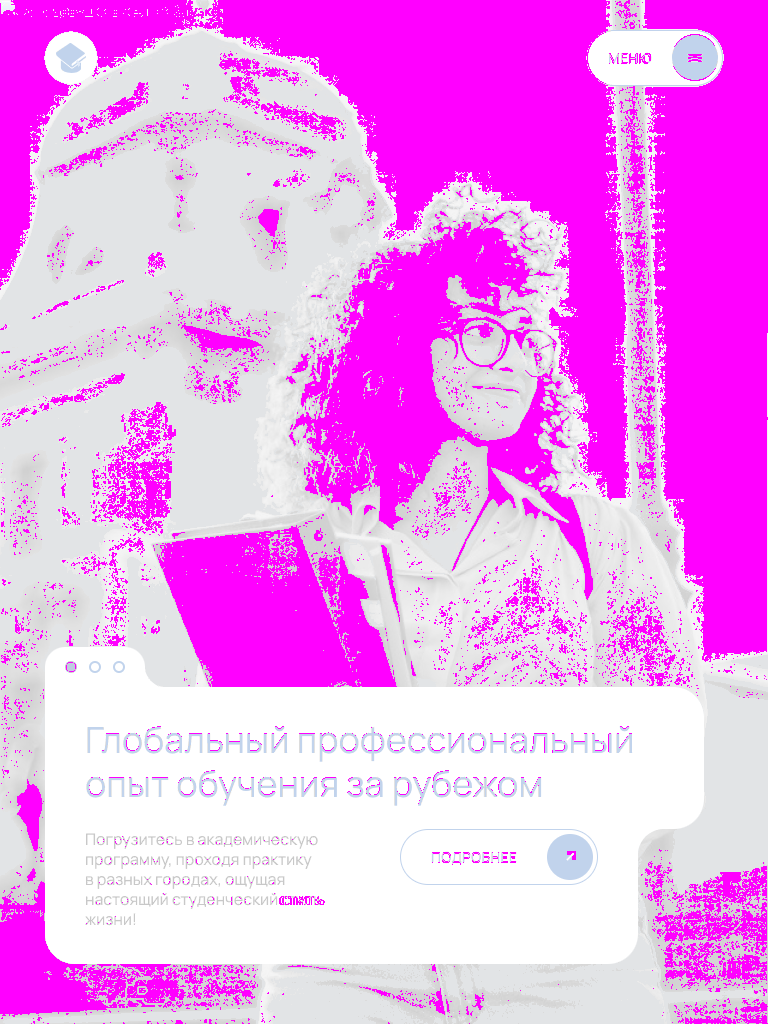 МЕНЮ
Глобальный профессиональный
опыт обучения за рубежом
Погрузитесь в академическую
программу, проходя практику
в разных городах, ощущая
настоящий студенческий
жизни!
ПОДРОБНЕЕ